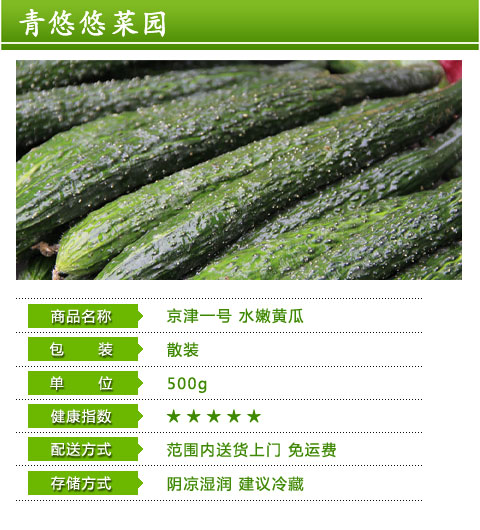 青悠悠菜园
商品名称 京津一号 水嫩黄瓜
包 装 散装
单 位 500g
健康指数 ★★★★★
配送方式 范围内送货上门 免运费
存储方式 阴凉湿润 建议冷藏